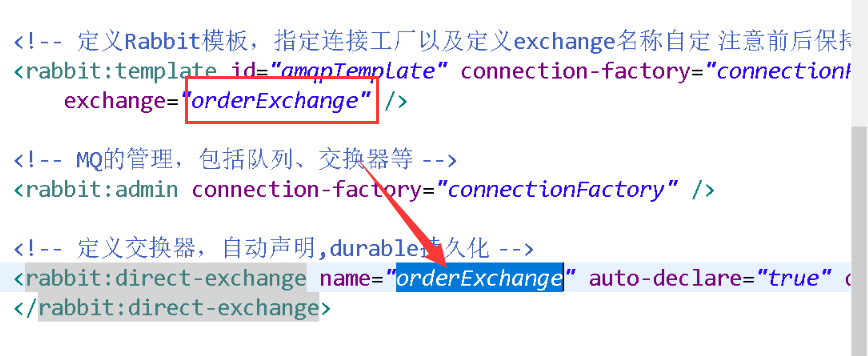 <!-- 定义Rabbit模板，指定连接工厂以及定义exchange名称自定 注意前后保持
<rabbit:template id="amqpTemplate" connection-factory="connectionF
exchange="orderExchange" />
<!-- MQ的管理，包括队列、交换器等 -->
<rabbit:admin connection-factory="connectionFactory" />
<!-- 定义交换器，自动声明,durable持久化 -->
<rabbit:direct-exchange name="orderExchange" auto-declare="true" d
</rabbit:direct-exchange>